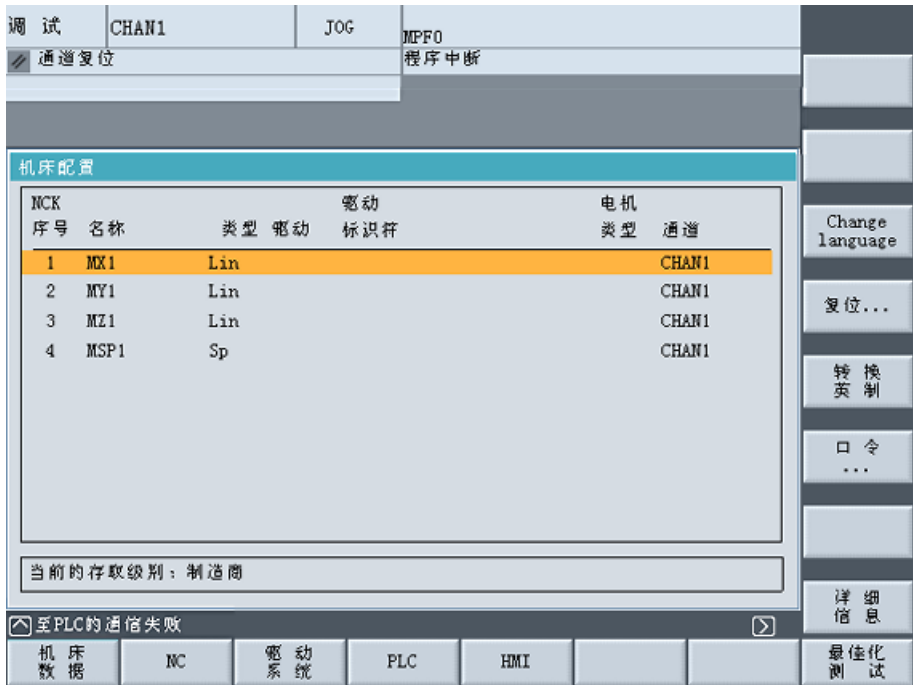 调 试 CHAN1 JOG MPF0
通道复位 程序中断
机床配置
NCK 驱动 电机
序号 名称 类型 驱动 标识符 类型 通道
1 MX1 Lin CHAN1
2 MY1 Lin CHAN1
3 MZ1 Lin CHAN1
4 MSP1 Sp CHAN1
当前的存取级别：制造商
至PLC的通信失败
Change
language
复位...
转 换
英 制
口 令
...
详 细
信 息
机 床
数 据
NC
驱 动
系 统
PLC
HMI
最佳化
测 试